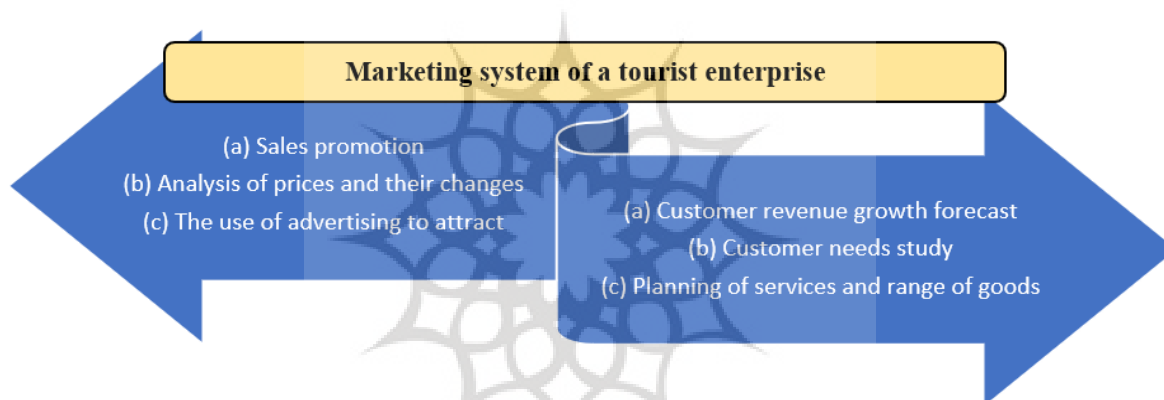 Marketing system of a tourist enterprise
(a) Sales promotion
(b) Analysis of prices and their changes
(c) The use of advertising to attract
(a) Customer revenue growth forecast
(b) Customer needs study
(c) Planning of services and range of goods